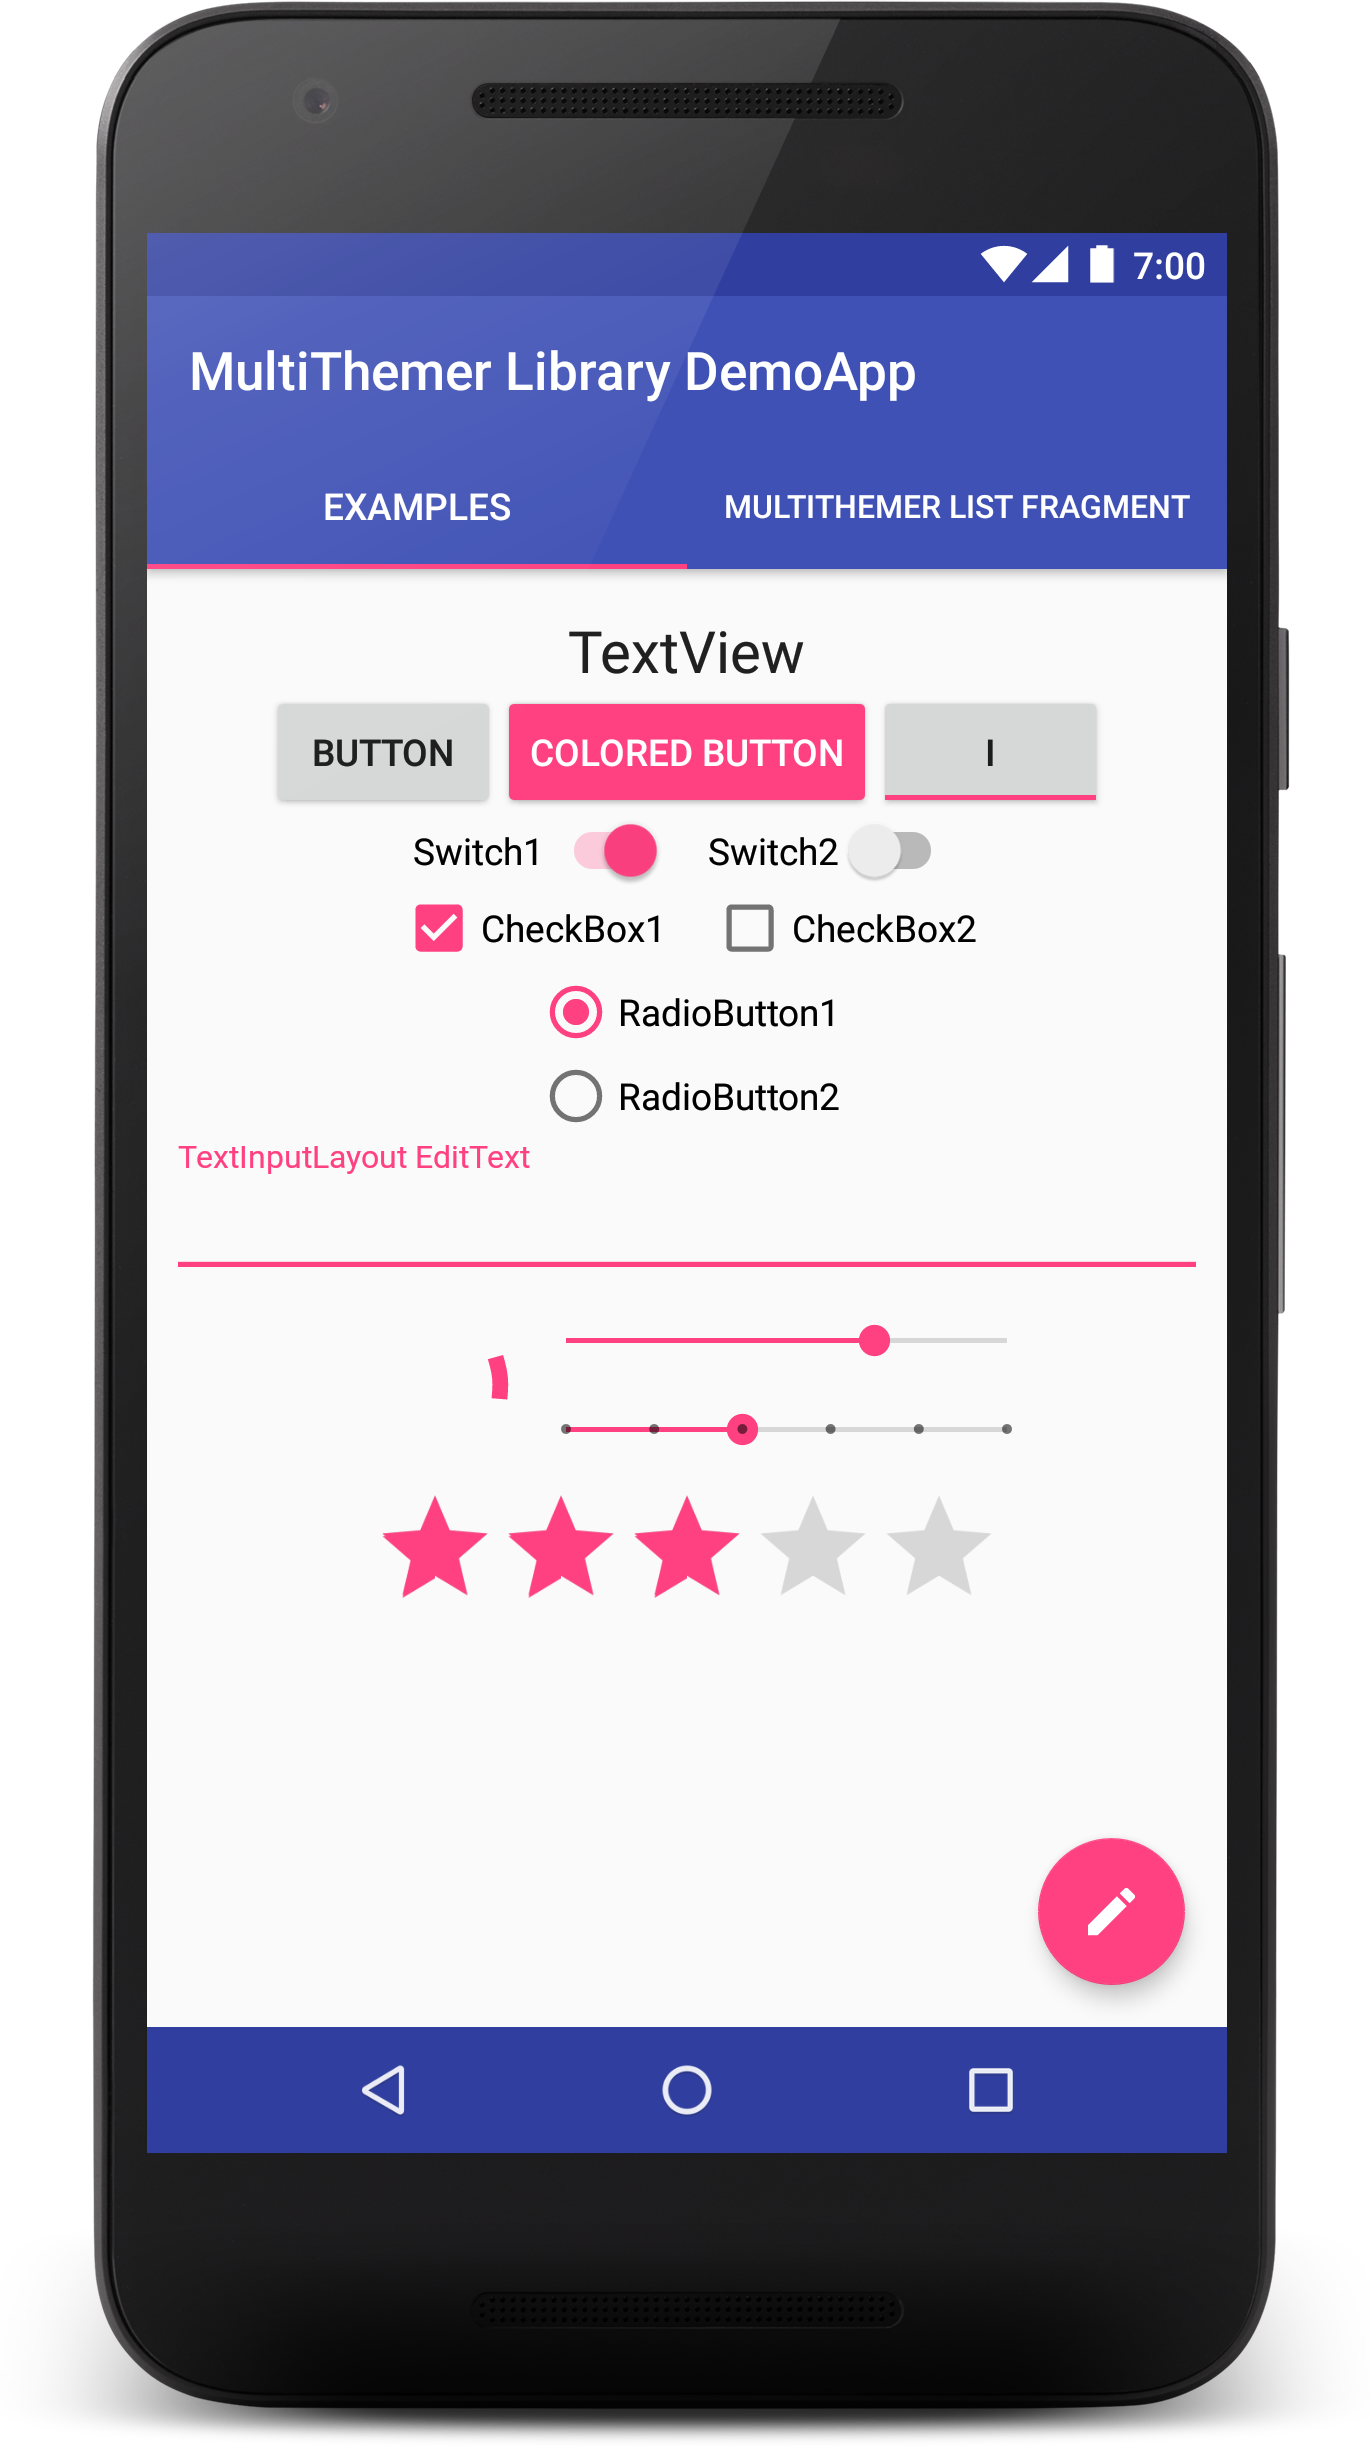 7:00
MultiThemer Library DemoApp
EXAMPLES MULTITHEMER LIST FRAGMENT
TextView
BUTTON COLORED BUTTON I
Switch1 Switch2
CheckBox1 CheckBox2
RadioButton1
RadioButton2
TextInputLayout EditText